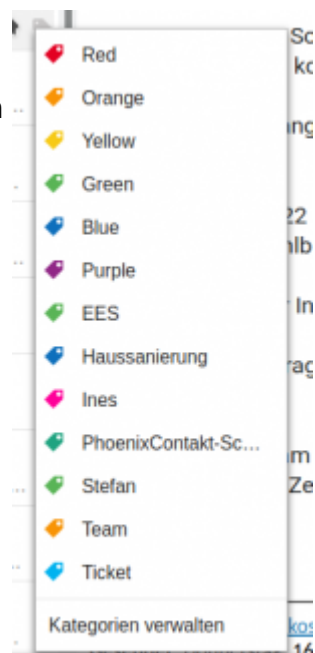 Red
Orange
Yellow
Green
Blue
Purple
EES
Haussanierung
Ines
PhoenixContakt-Sc...
Stefan
Team
Ticket
Kategorien verwalten